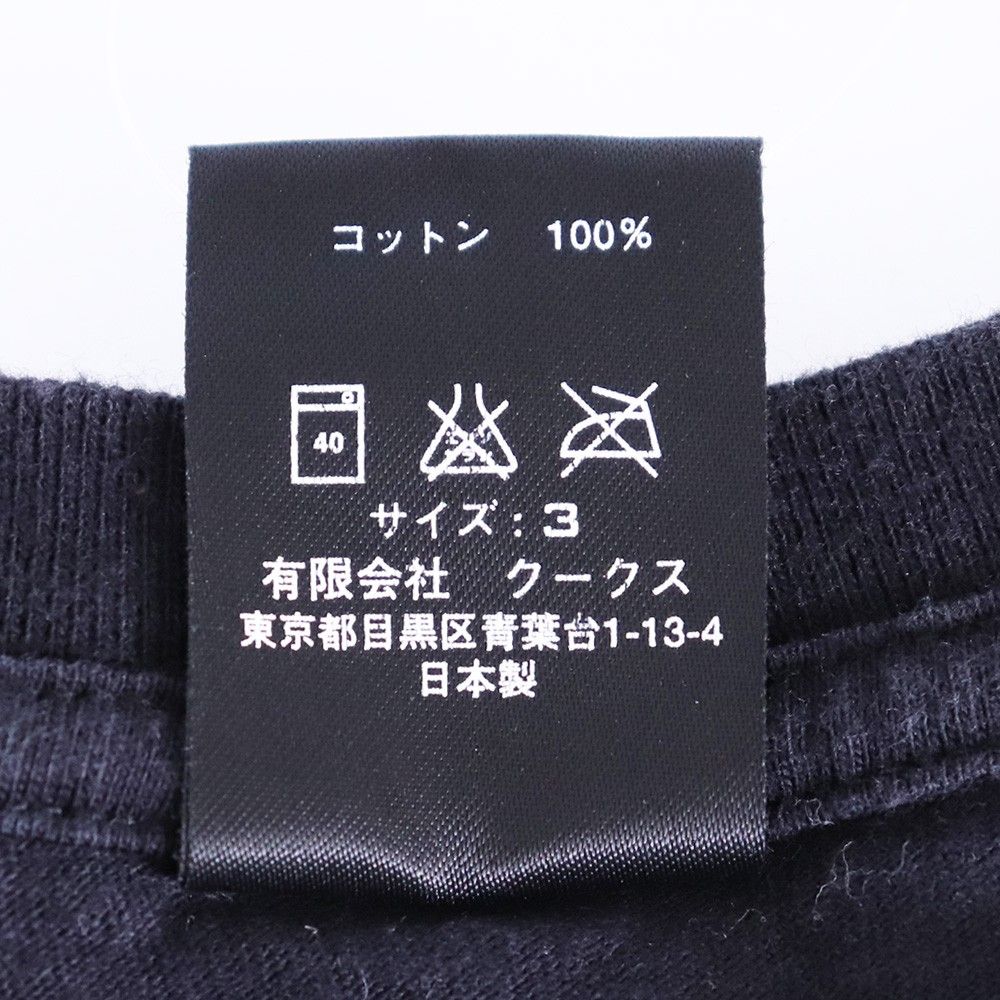 コットン 100%
40
サイズ : 3
有限会社 クークス
東京都目黒区青葉台1-13-4
日本製